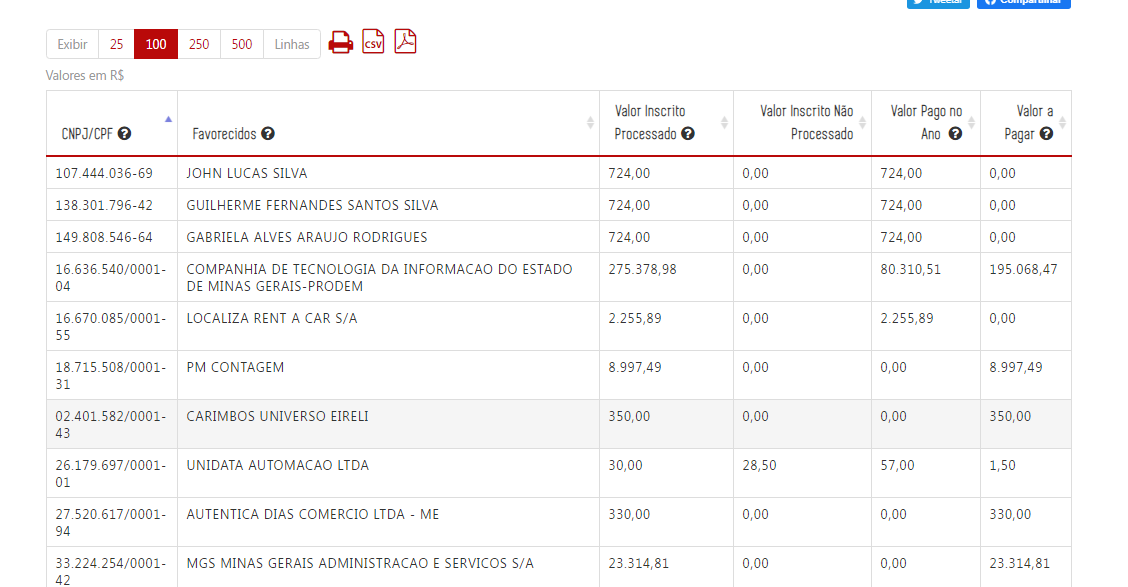 Tweetar Compartilhar
Exibir 25 100 250 500 Linhas CSV
Valores em R$
Valor Inscrito Valor Inscrito Não Valor Pago no Valor a
CNPJ/CPF ? Favorecidos ? Processado ? Processado Ano ? Pagar ?
107.444.036-69 JOHN LUCAS SILVA 724,00 0,00 724,00 0,00
138.301.796-42 GUILHERME FERNANDES SANTOS SILVA 724,00 0,00 724,00 0,00
149.808.546-64 GABRIELA ALVES ARAUJO RODRIGUES 724,00 0,00 724,00 0,00
16.636.540/0001- COMPANHIA DE TECNOLOGIA DA INFORMACAO DO ESTADO 275.378,98 0,00 80.310,51 195.068,47
04 DE MINAS GERAIS-PRODEM
16.670.085/0001- LOCALIZA RENT A CAR S/A 2.255,89 0,00 2.255,89 0,00
55
18.715.508/0001- PM CONTAGEM 8.997,49 0,00 0,00 8.997,49
31
02.401.582/0001- CARIMBOS UNIVERSO EIRELI 350,00 0,00 0,00 350,00
43
26.179.697/0001- UNIDATA AUTOMACAO LTDA 30,00 28,50 57,00 1,50
01
27.520.617/0001- AUTENTICA DIAS COMERCIO LTDA - ME 330,00 0,00 0,00 330,00
94
33.224.254/0001- MGS MINAS GERAIS ADMINISTRACAO E SERVICOS S/A 23.314,81 0,00 0,00 23.314,81
42